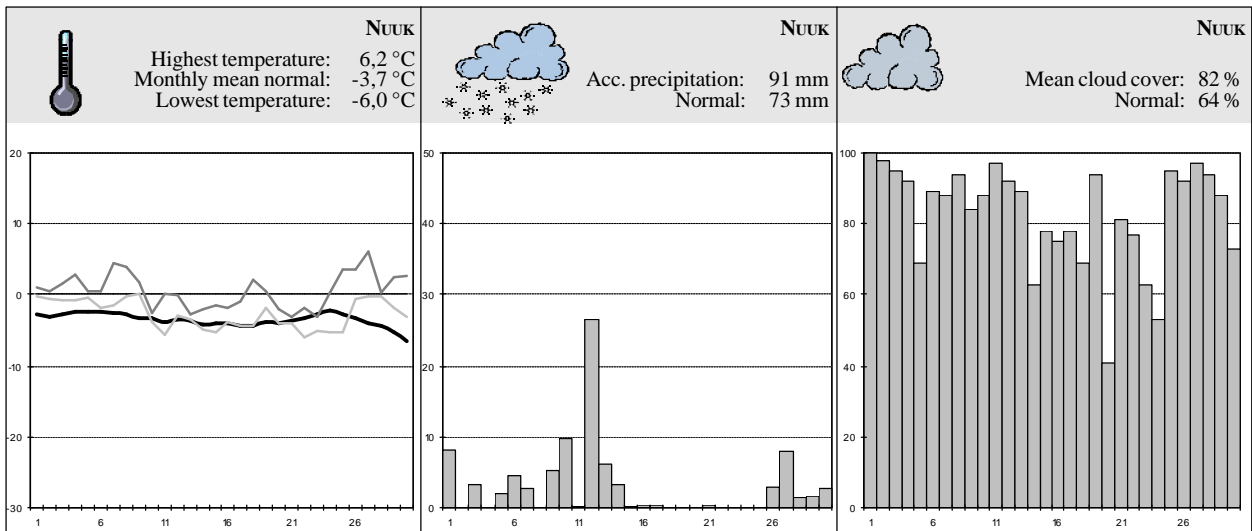 NUUK
Highest temperature: 6,2 °C
Monthly mean normal: -3,7 °C
Lowest temperature: -6,0 °C
NUUK
Acc. precipitation: 91 mm
Normal: 73 mm
NUUK
Mean cloud cover: 82 %
Normal: 64 %
20
10
0
-10
-20
-30
1 6 11 16 21 26
50
40
30
20
10
0
1 6 11 16 21 26
100
80
60
40
20
0
1 6 11 16 21 26